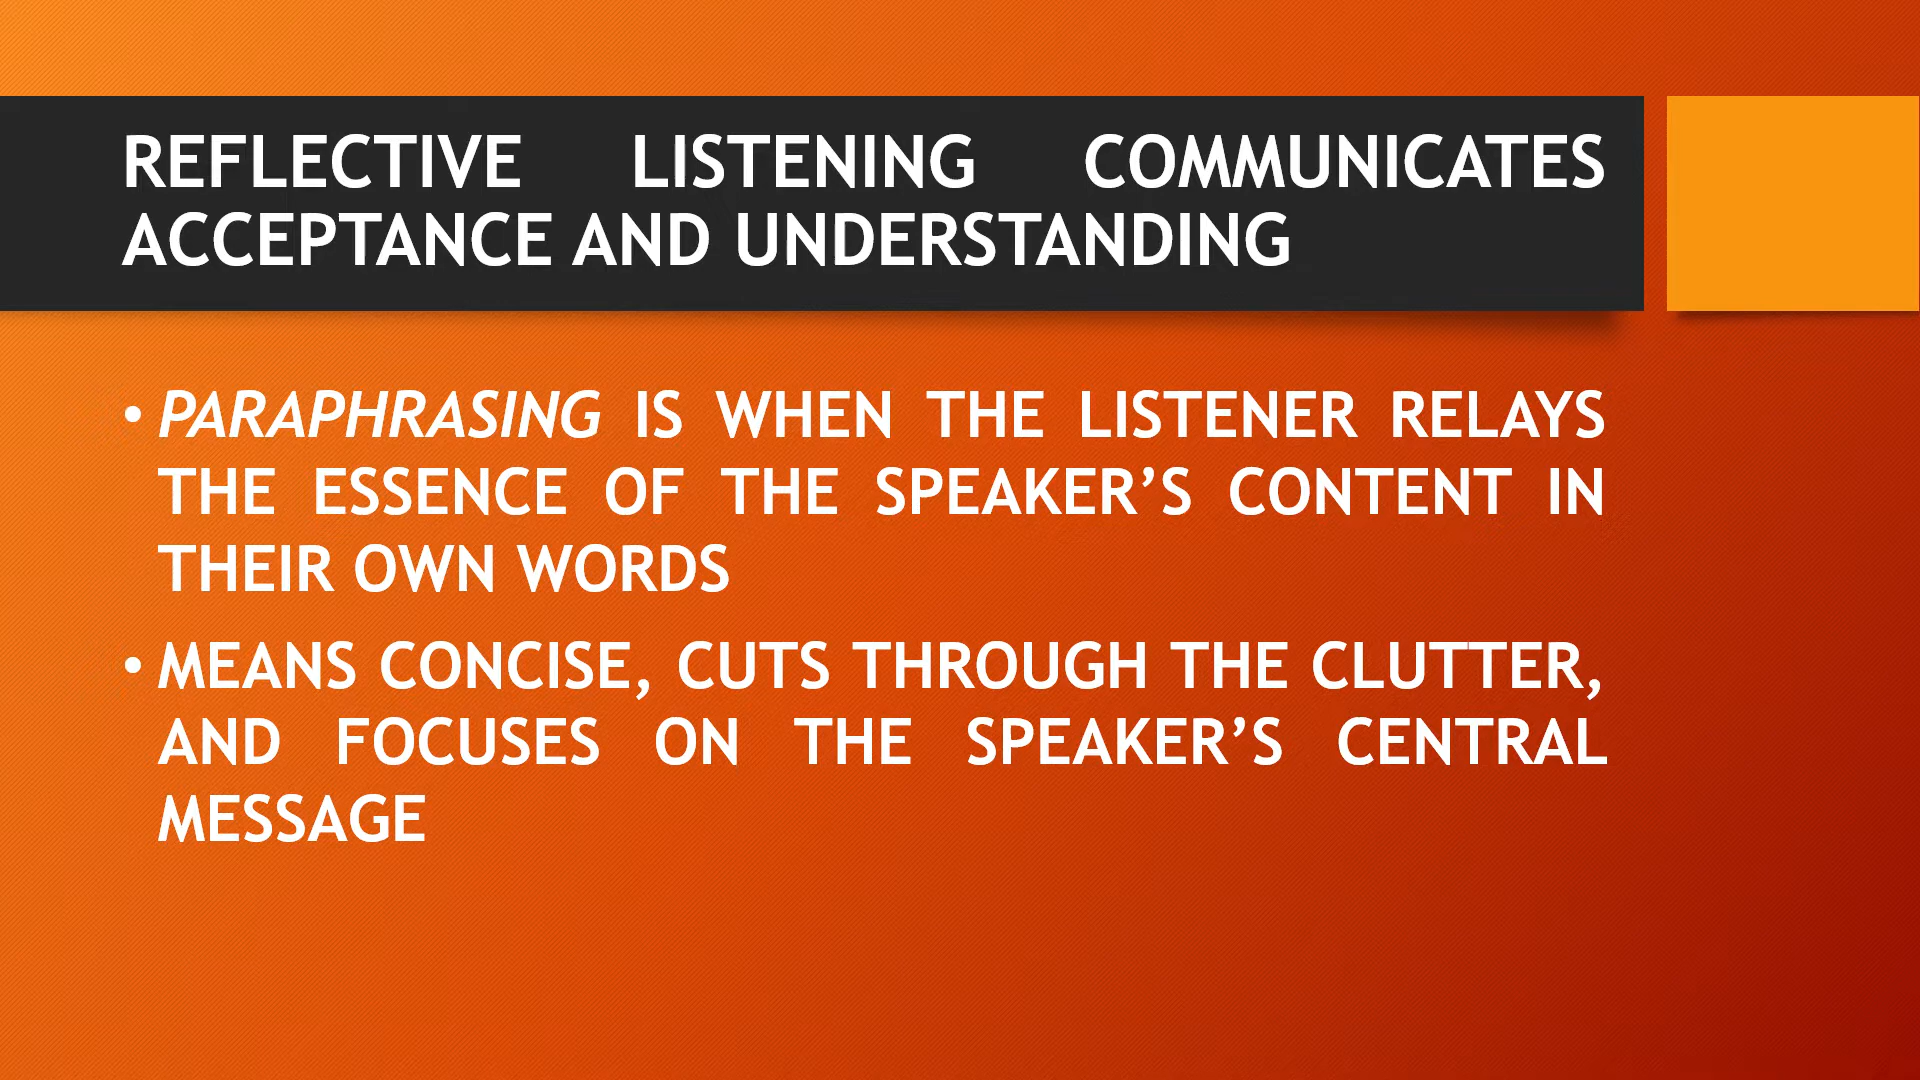 REFLECTIVE LISTENING COMMUNICATES
ACCEPTANCE AND UNDERSTANDING
• PARAPHRASING IS WHEN THE LISTENER RELAYS
THE ESSENCE OF THE SPEAKER’S CONTENT IN
THEIR OWN WORDS
• MEANS CONCISE, CUTS THROUGH THE CLUTTER,
AND FOCUSES ON THE SPEAKER’S CENTRAL
MESSAGE